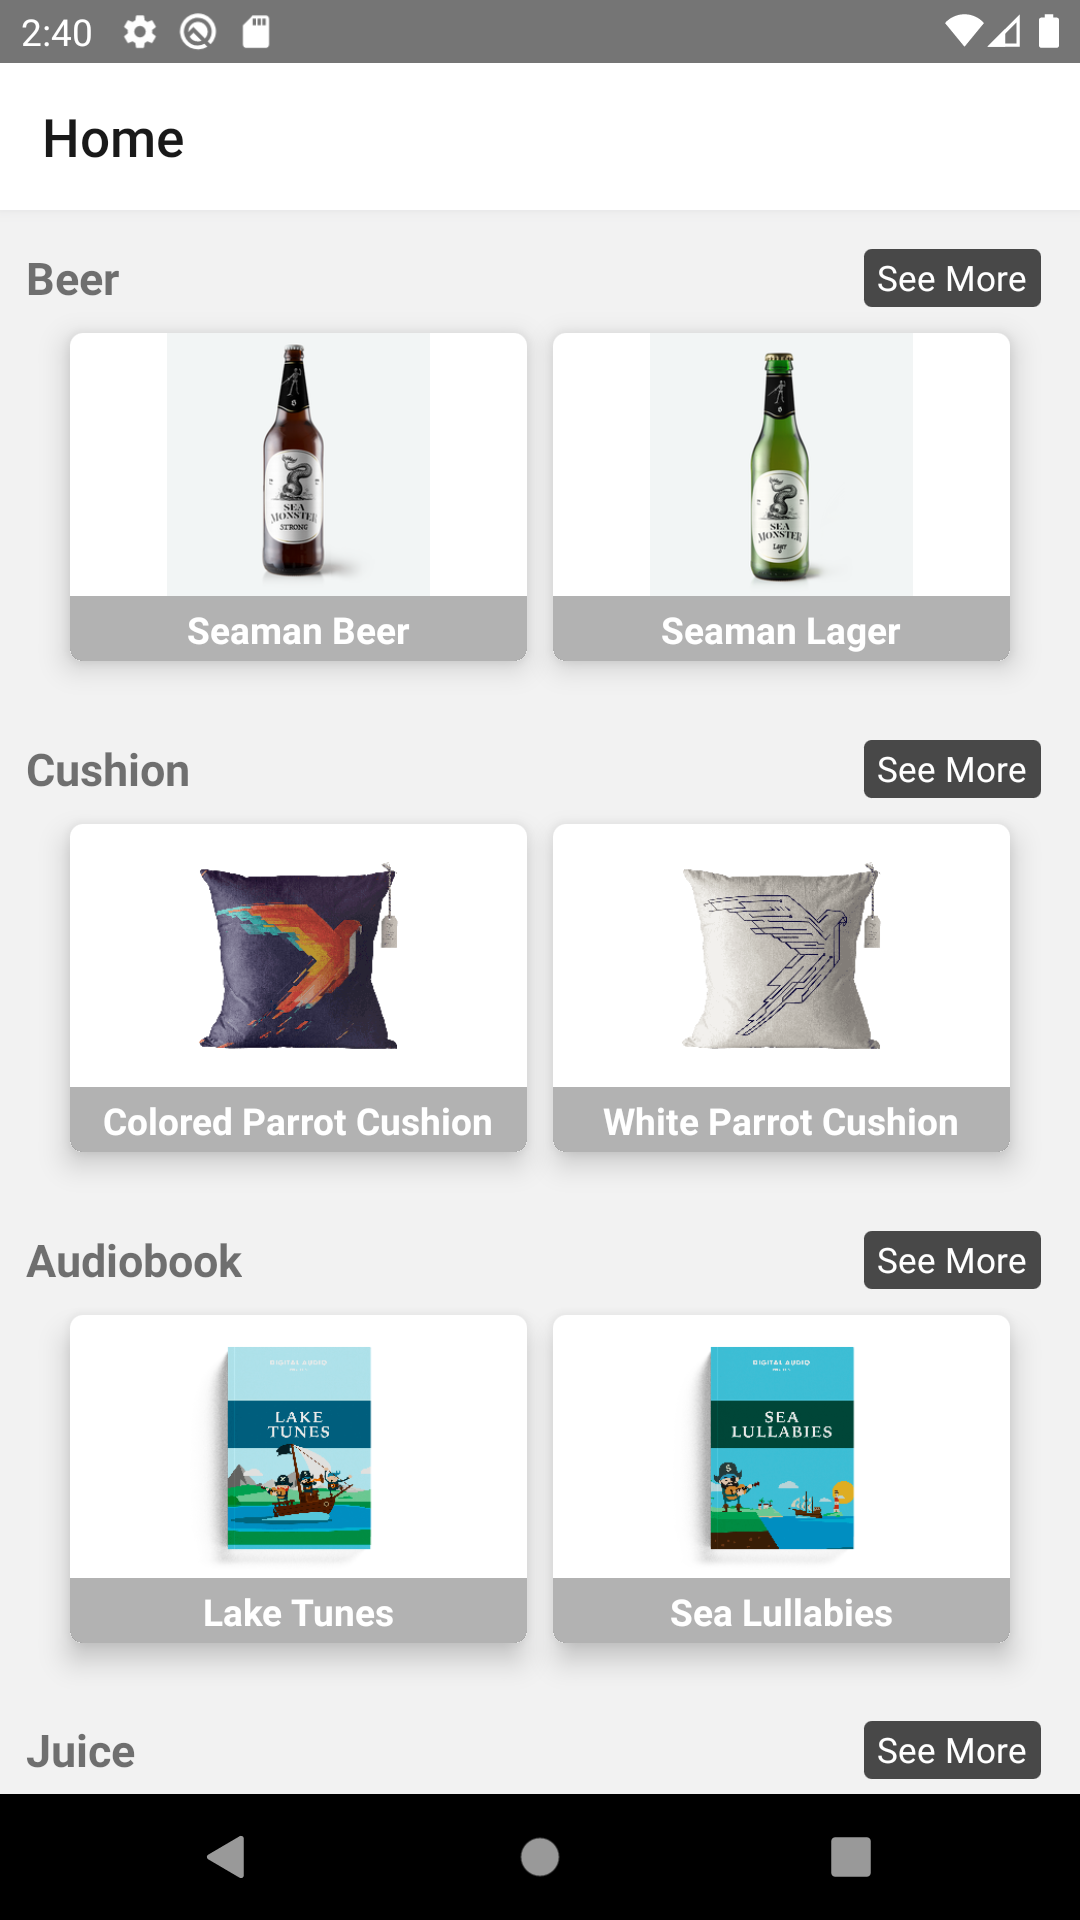 2:40
Home
Beer
See More
SEA
MONSTER
STRONG
SEA
MONSTER
LAGER
Seaman Beer
Seaman Lager
Cushion
See More
Colored Parrot Cushion
White Parrot Cushion
Audiobook
See More
DIGITAL AUDIO
LAKE
TUNES
DIGITAL AUDIO
SEA
LULLABIES
Lake Tunes
Sea Lullabies
Juice
See More